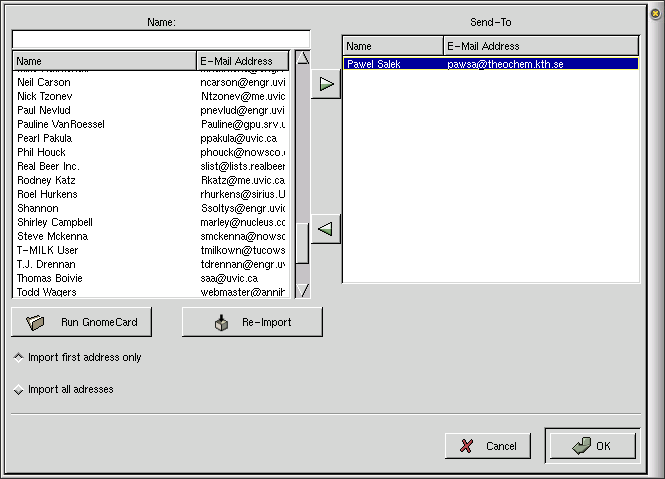 Name:
Send-To
Name E-Mail Address
Name E-Mail Address
Pawel Salek pawsa@theochem.kth.se
Neil Carson ncarson@engr.uvi
Nick Tzonev Ntzonev@me.uvic
Paul Nevlud pnevlud@engr.uvi
Pauline VanRoessel Pauline@gpu.srv.u
Pearl Pakula ppakula@uvic.ca
Phil Houck phouck@nowsco.
Real Beer Inc. slist@lists.realbeer
Rodney Katz Rkatz@me.uvic.ca
Roel Hurkens rhurkens@sirius.U
Shannon Ssoltys@engr.uvic
Shirley Campbell marley@nucleus.cc
Steve Mckenna smckenna@nowsc
T-MILK User tmilkown@tucows
T.J. Drennan tdrennan@engr.uv
Thomas Boivie saa@uvic.ca
Todd Wagers webmaster@annih
Run GnomeCard
Re-Import
Import first address only
Import all adresses
Cancel
OK